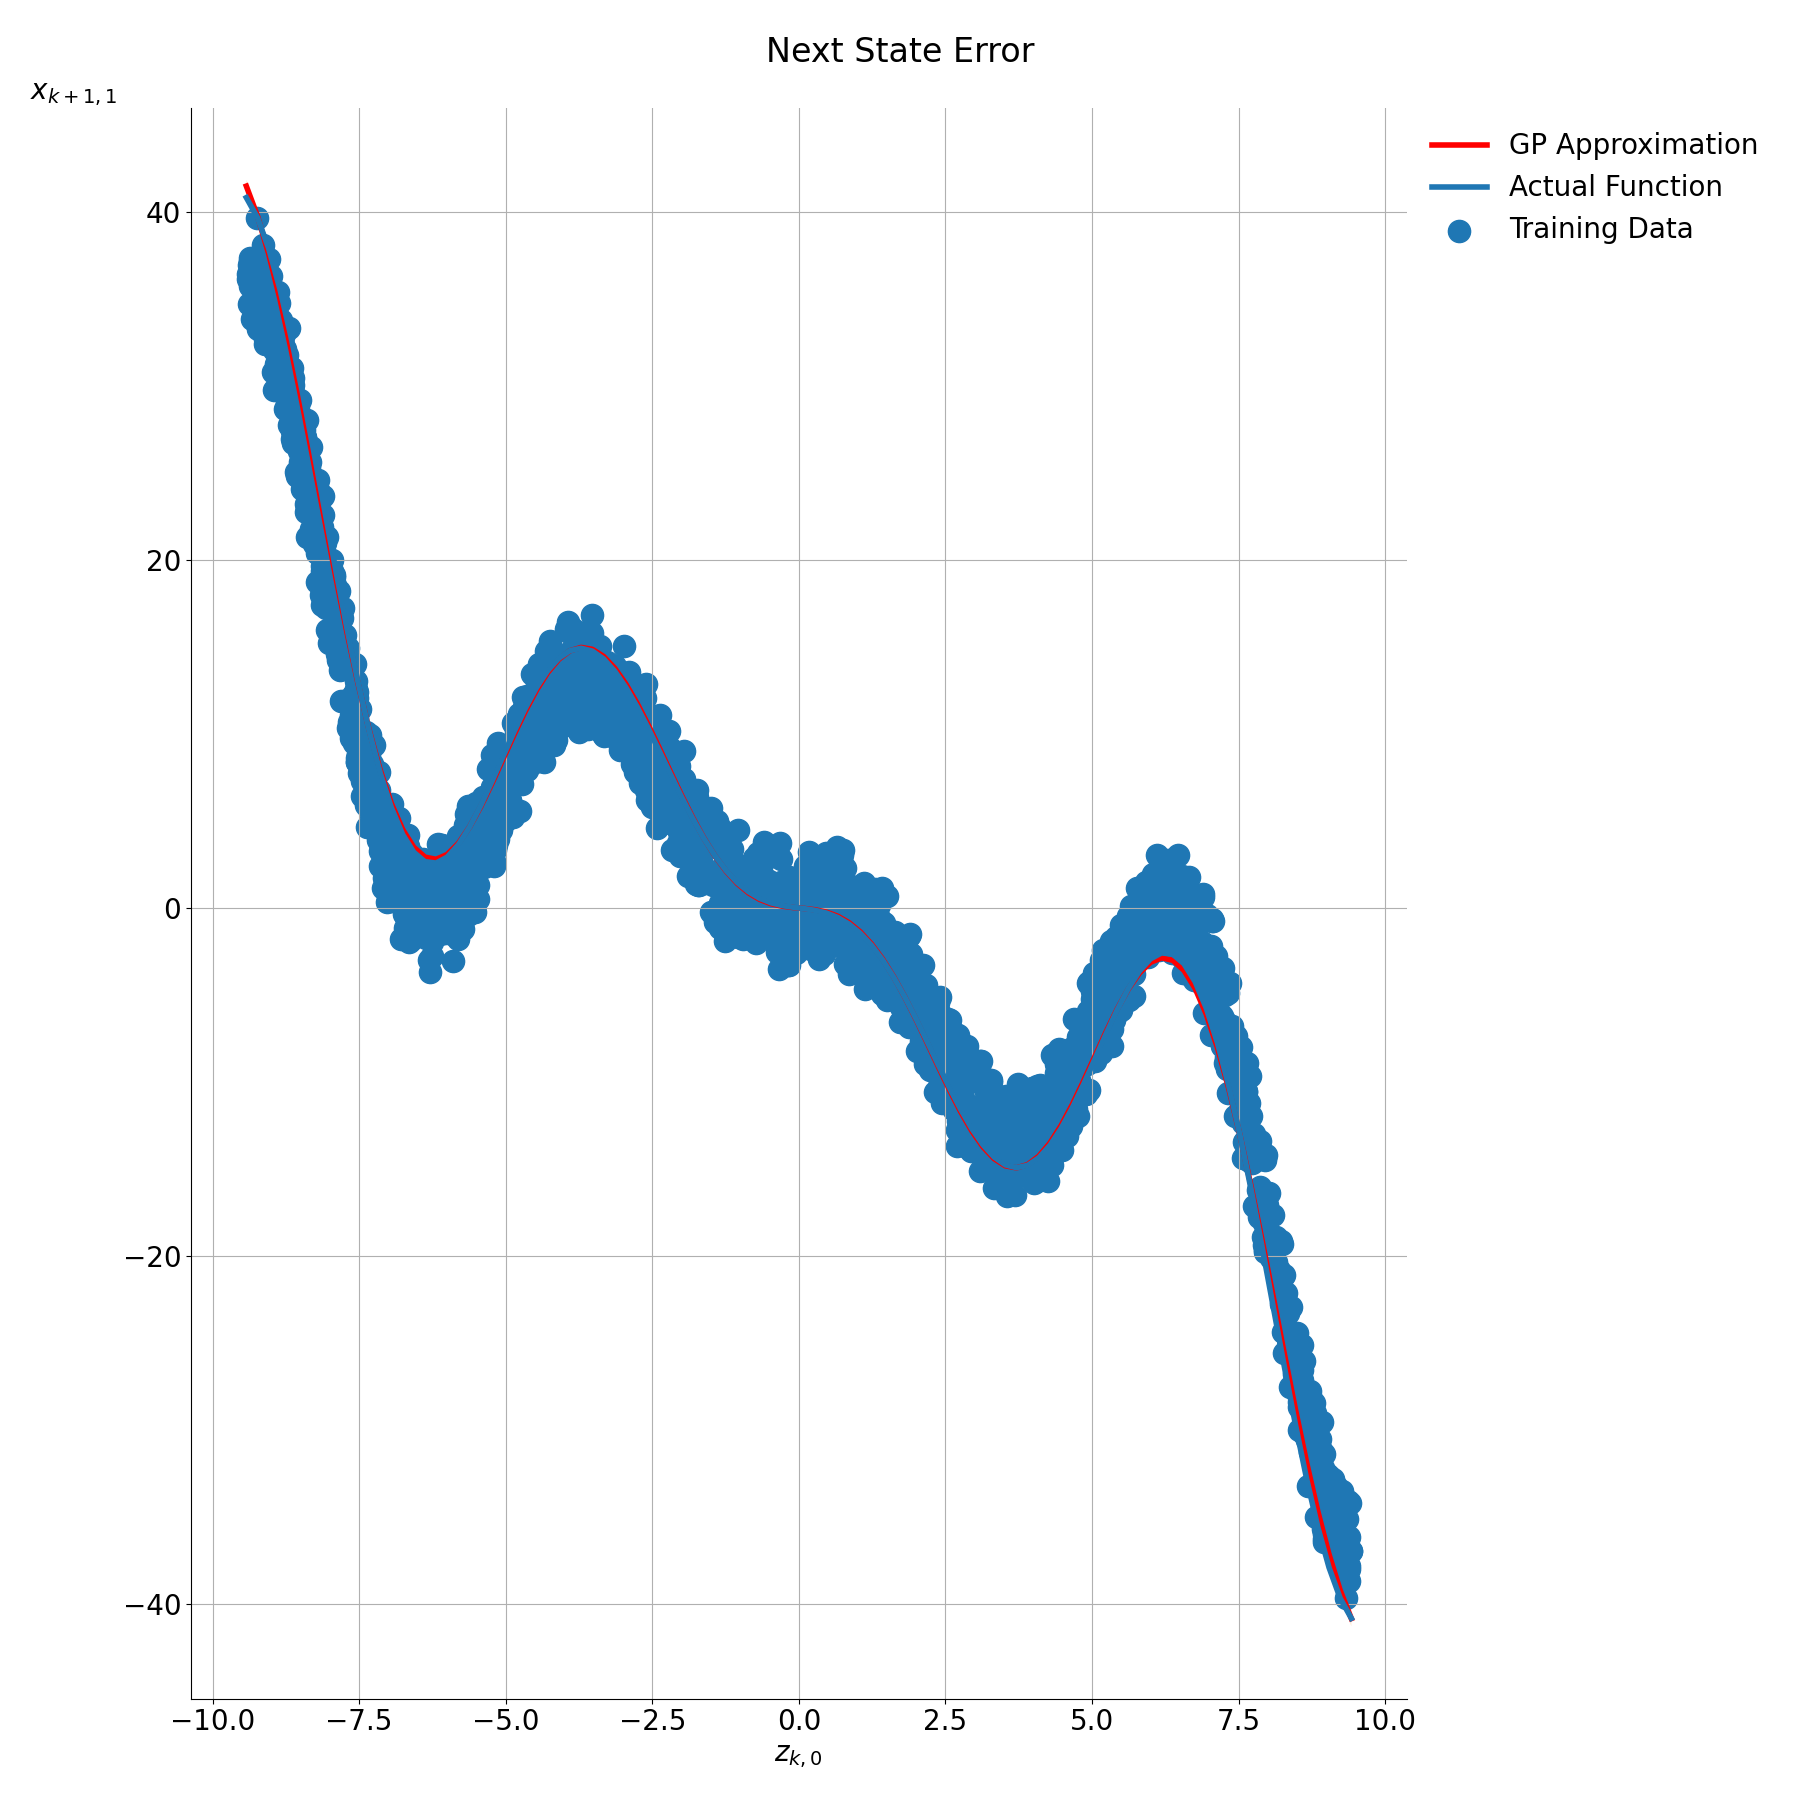 Next State Error
x_{k+1,1}
GP Approximation
Actual Function
Training Data
40
20
0
−20
−40
−10.0 −7.5 −5.0 −2.5 0.0 2.5 5.0 7.5 10.0
z_{k,0}